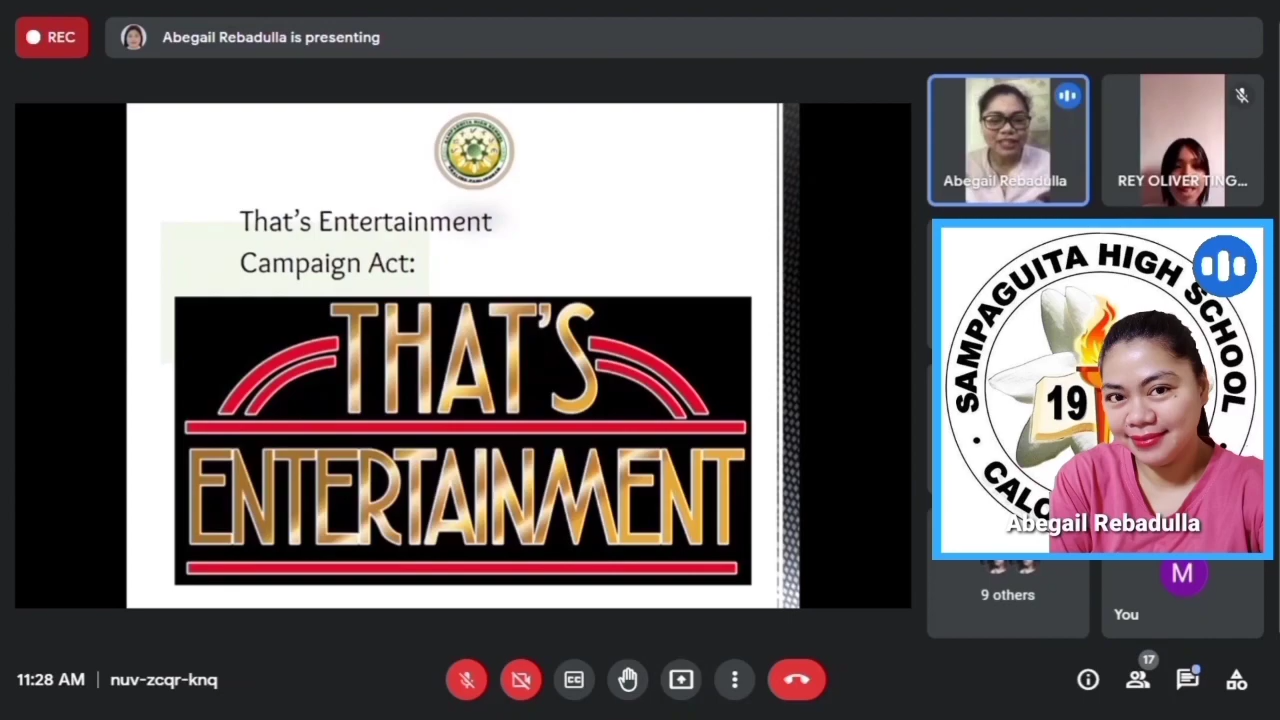 REC
Abegail Rebadulla is presenting
That’s Entertainment
Campaign Act:
THAT'S
ENTERTAINMENT
Abegail Rebadulla
REY OLIVER TING...
SAMPAGUITA HIGH SCHOOL
19
CALO
Abegail Rebadulla
9 others
M
You
11:28 AM | nuv-zcqr-knq
CC
17